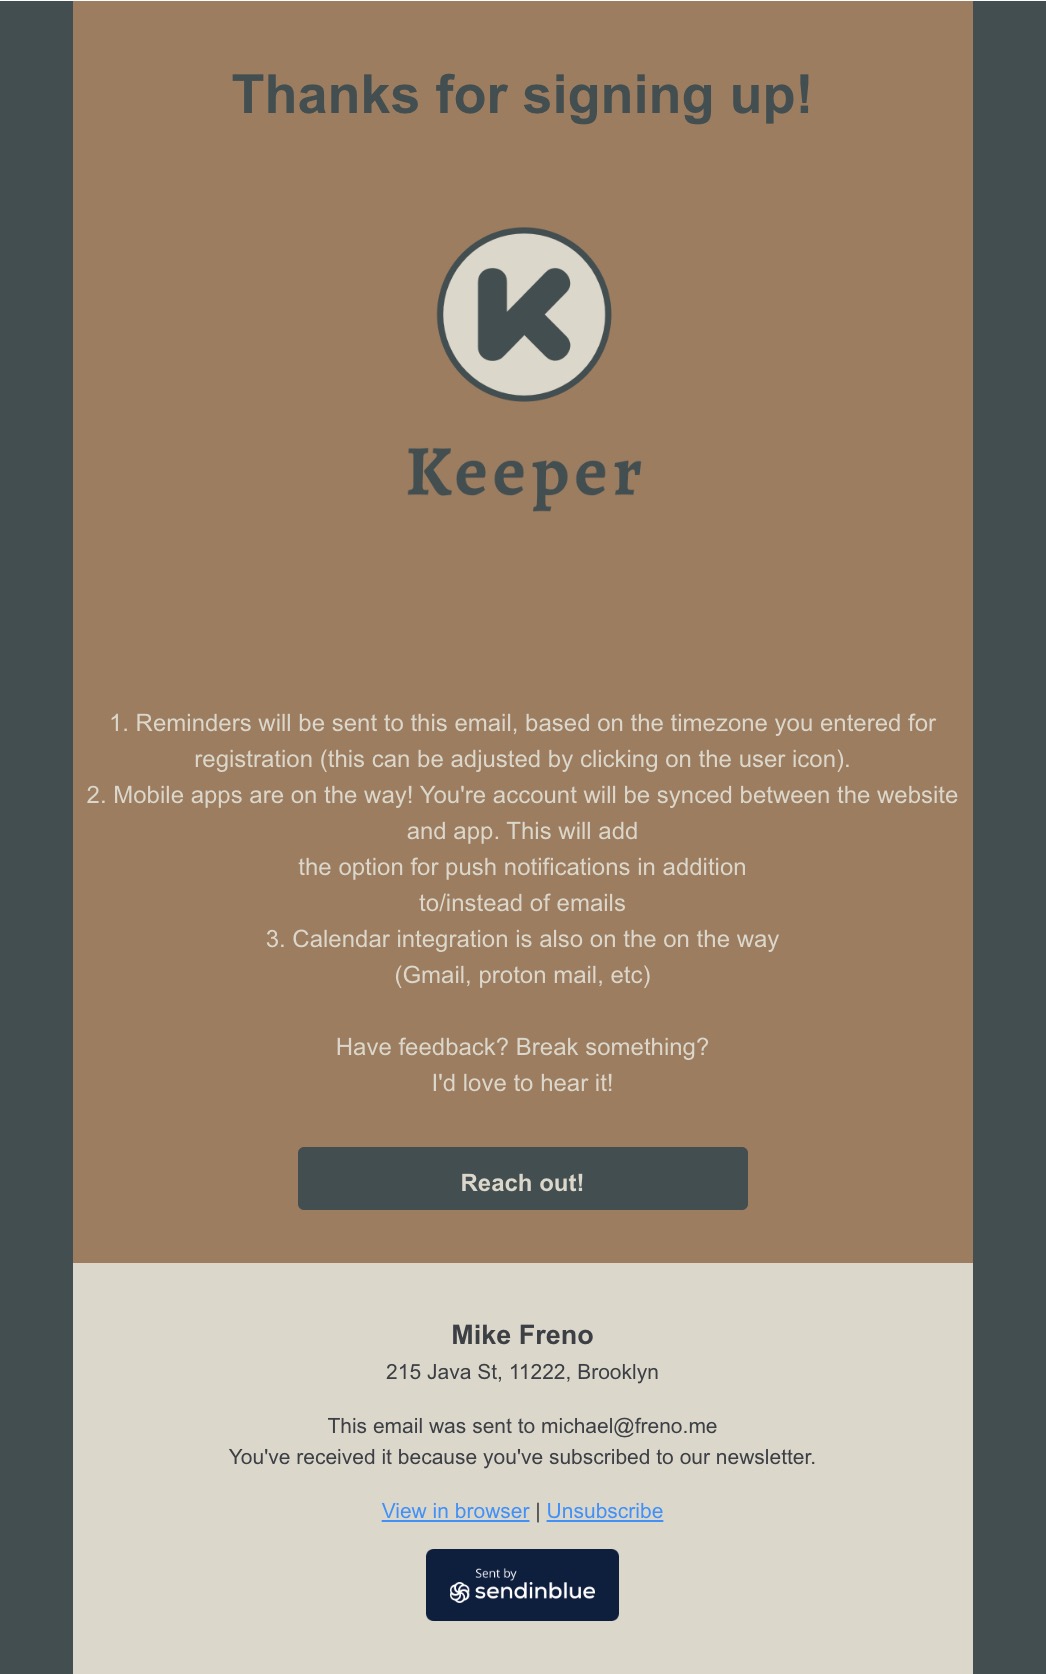 Thanks for signing up!
K
Keeper
1. Reminders will be sent to this email, based on the timezone you entered for
registration (this can be adjusted by clicking on the user icon).
2. Mobile apps are on the way! You're account will be synced between the website
and app. This will add
the option for push notifications in addition
to/instead of emails
3. Calendar integration is also on the on the way
(Gmail, proton mail, etc)
Have feedback? Break something?
I'd love to hear it!
Reach out!
Mike Freno
215 Java St, 11222, Brooklyn
This email was sent to michael@freno.me
You've received it because you've subscribed to our newsletter.
View in browser | Unsubscribe
Sent by
sendinblue